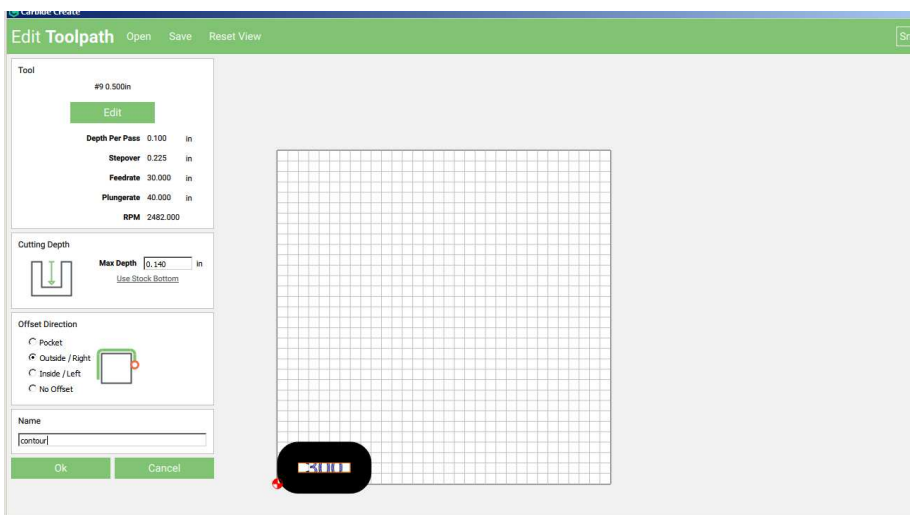 Carbide Create
Edit Toolpath Open Save Reset View
Tool
#9 0.500in
Edit
Depth Per Pass 0.100 in
Stepover 0.225 in
Feedrate 30.000 in
Plungerate 40.000 in
RPM 2482.000
Cutting Depth
Max Depth 0.140 in
Use Stock Bottom
Offset Direction
Pocket
Outside / Right
Inside / Left
No Offset
Name
contour
Ok Cancel
300